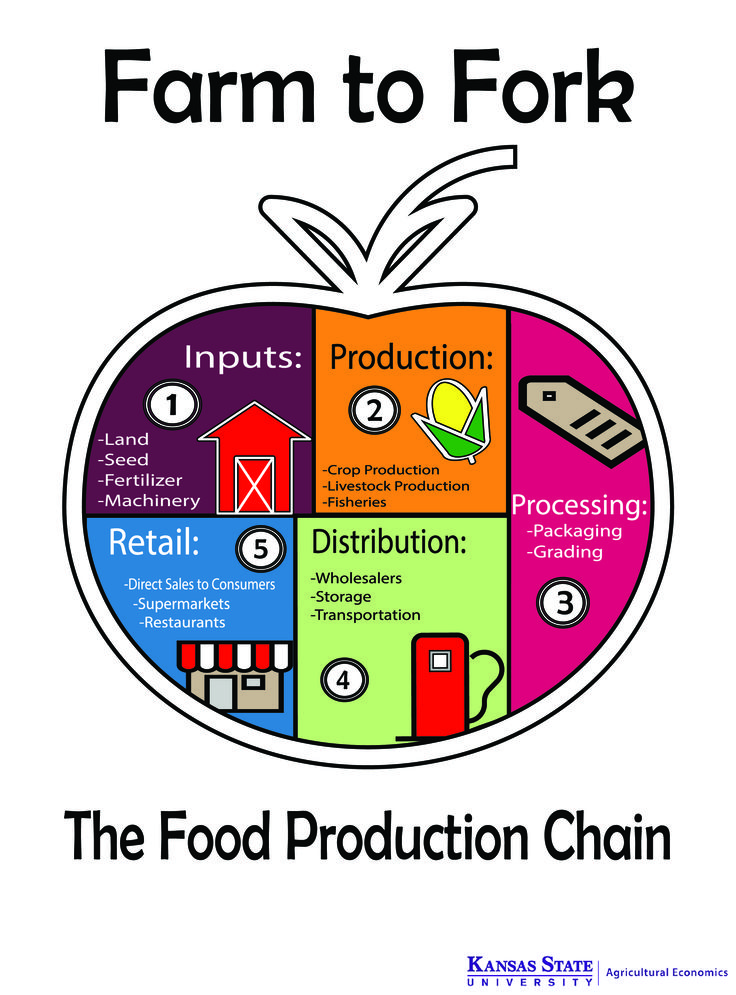 Farm to Fork
Inputs:
1
-Land
-Seed
-Fertilizer
-Machinery
Production:
2
-Crop Production
-Livestock Production
-Fisheries
Processing:
-Packaging
-Grading
3
Distribution:
-Wholesalers
-Storage
-Transportation
4
Retail:
5
-Direct Sales to Consumers
-Supermarkets
-Restaurants
The Food Production Chain
KANSAS STATE
UNIVERSITY
Agricultural Economics